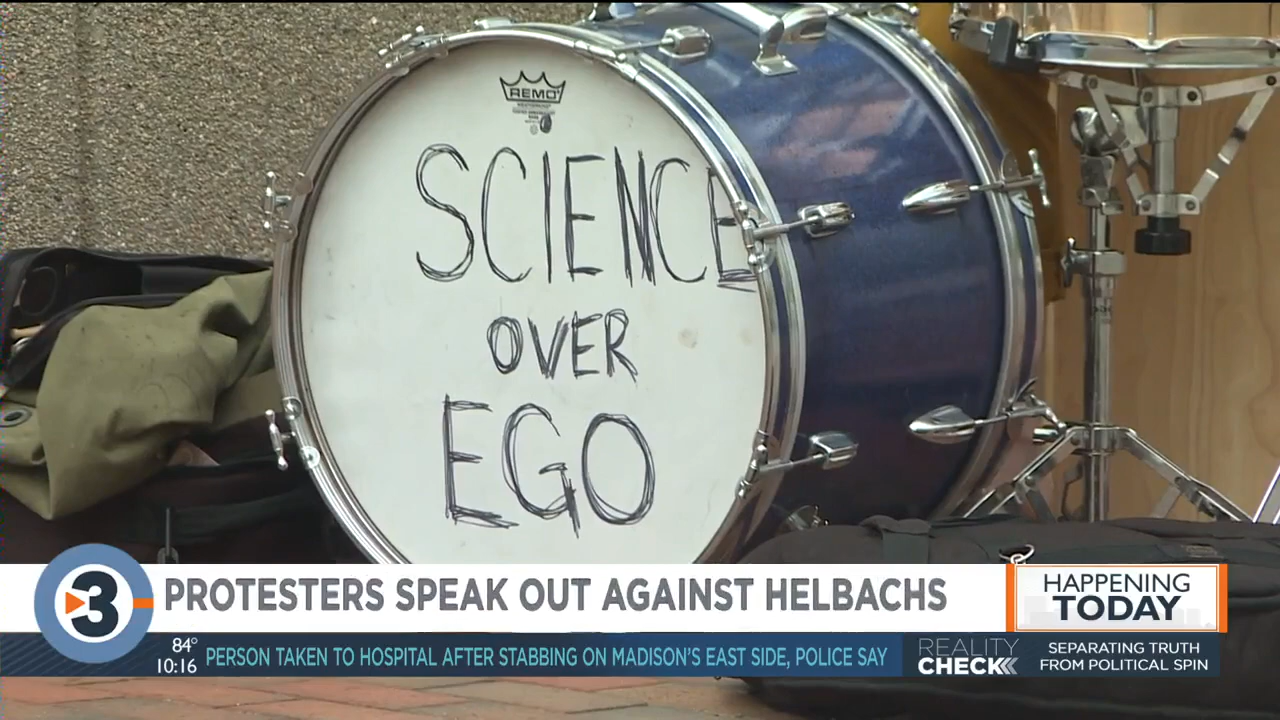 REMO
SCIENCE
OVER
EGO
3
PROTESTERS SPEAK OUT AGAINST HELBACHS
HAPPENING
TODAY
84°
10:16
PERSON TAKEN TO HOSPITAL AFTER STABBING ON MADISON'S EAST SIDE, POLICE SAY
REALITY
CHECK
SEPARATING TRUTH
FROM POLITICAL SPIN